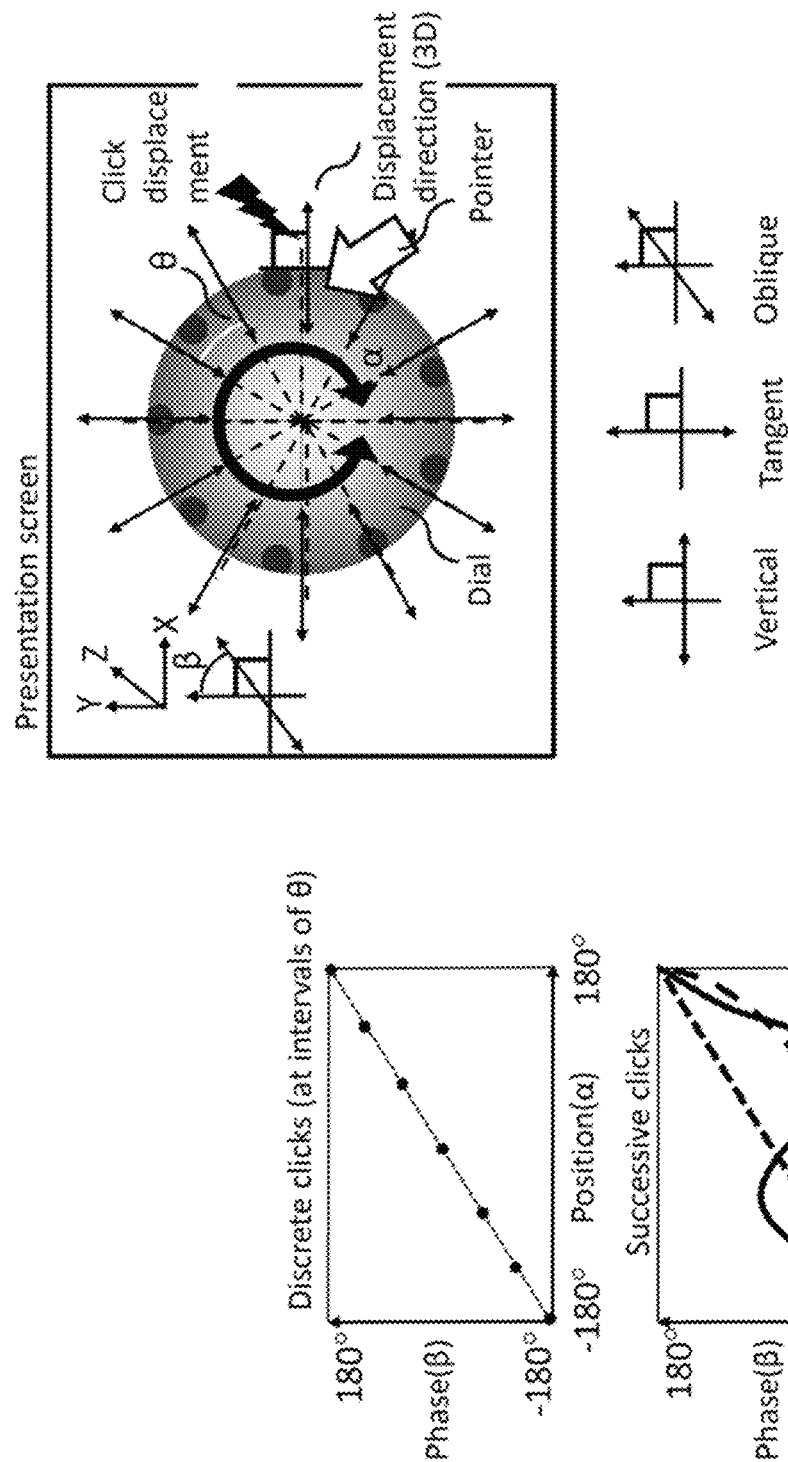 Presentation screen
Y
Z
X
β
θ
Click
displace
ment
α
Displacement
direction (3D)
Pointer
Dial
Vertical
Tangent
Oblique
Discrete clicks (at intervals of θ)
180°
Phase(β)
-180°
-180°
Position(α)
180°
Successive clicks
180°
Phase(β)